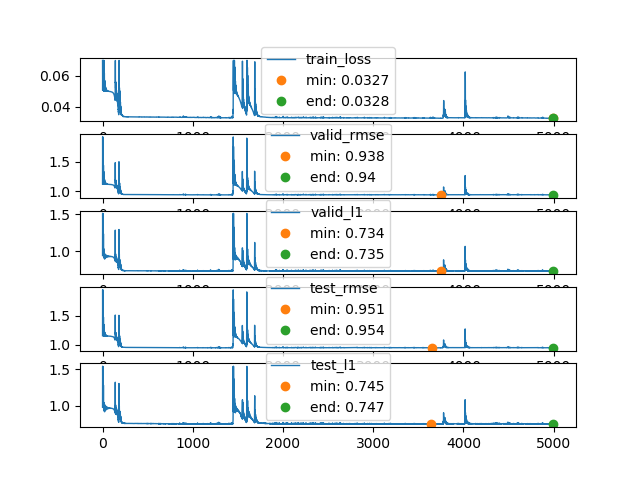 train_loss
min: 0.0327
end: 0.0328
0.06
0.04
valid_rmse
min: 0.938
end: 0.94
1.5
1.0
valid_l1
min: 0.734
end: 0.735
1.5
1.0
test_rmse
min: 0.951
end: 0.954
1.5
1.0
test_l1
min: 0.745
end: 0.747
1.0
0 1000 2000 3000 4000 5000